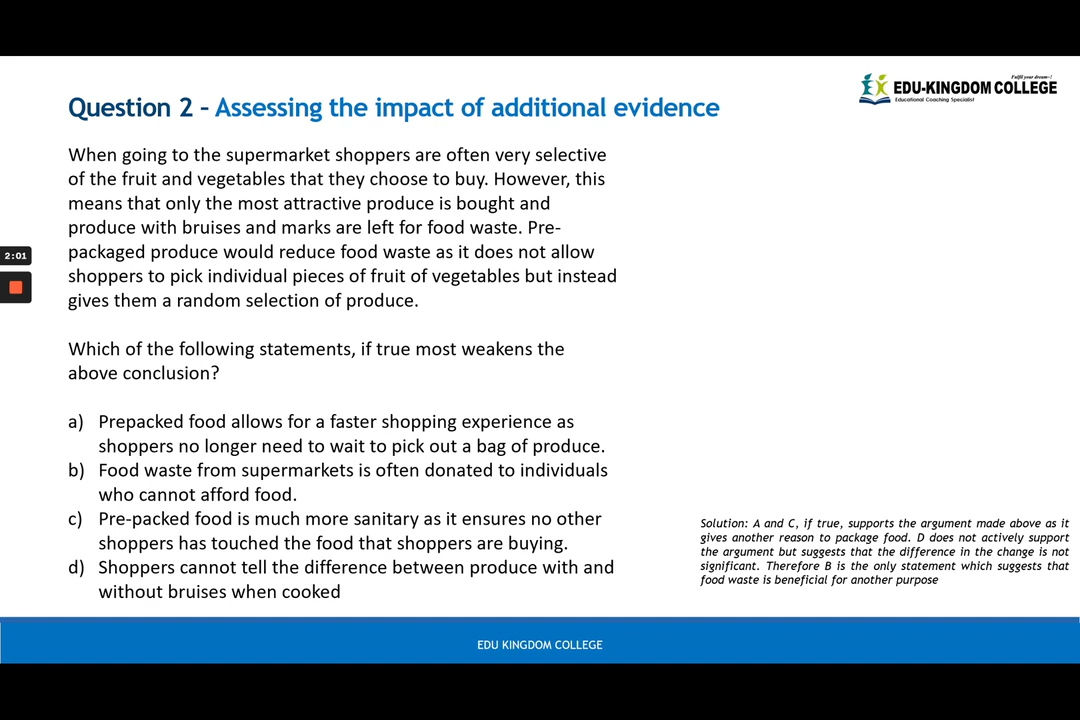 Fulfil your dream~!
EDU-KINGDOM COLLEGE
Educational Coaching Specialist
Question 2 – Assessing the impact of additional evidence
When going to the supermarket shoppers are often very selective
of the fruit and vegetables that they choose to buy. However, this
means that only the most attractive produce is bought and
produce with bruises and marks are left for food waste. Pre-
packaged produce would reduce food waste as it does not allow
shoppers to pick individual pieces of fruit of vegetables but instead
gives them a random selection of produce.
2:01
Which of the following statements, if true most weakens the
above conclusion?
a) Prepacked food allows for a faster shopping experience as
shoppers no longer need to wait to pick out a bag of produce.
b) Food waste from supermarkets is often donated to individuals
who cannot afford food.
c) Pre-packed food is much more sanitary as it ensures no other
shoppers has touched the food that shoppers are buying.
d) Shoppers cannot tell the difference between produce with and
without bruises when cooked
Solution: A and C, if true, supports the argument made above as it
gives another reason to package food. D does not actively support
the argument but suggests that the difference in the change is not
significant. Therefore B is the only statement which suggests that
food waste is beneficial for another purpose
EDU KINGDOM COLLEGE